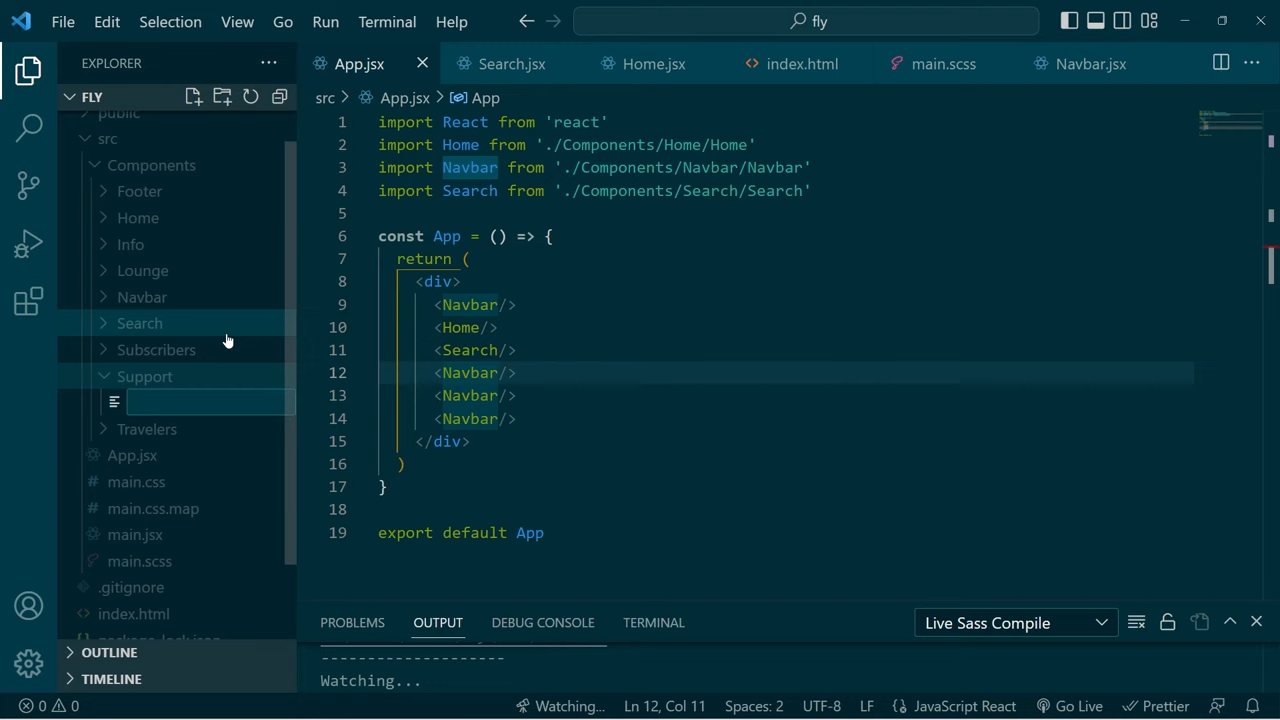 File Edit Selection View Go Run Terminal Help
fly
EXPLORER
App.jsx
Search.jsx
Home.jsx
index.html
main.scss
Navbar.jsx
FLY
src > App.jsx > App
public
src
Components
Footer
Home
Info
Lounge
Navbar
Search
Subscribers
Support
Travelers
App.jsx
main.css
main.css.map
main.jsx
main.scss
.gitignore
index.html
package-lock.json
OUTLINE
TIMELINE
1 import React from 'react'
2 import Home from './Components/Home/Home'
3 import Navbar from './Components/Navbar/Navbar'
4 import Search from './Components/Search/Search'
5
6 const App = () => {
7 return (
8 <div>
9 <Navbar/>
10 <Home/>
11 <Search/>
12 <Navbar/>
13 <Navbar/>
14 <Navbar/>
15 </div>
16 )
17 }
18
19 export default App
PROBLEMS OUTPUT DEBUG CONSOLE TERMINAL
Live Sass Compile
--------------------
Watching...
0 0 Watching... Ln 12, Col 11 Spaces: 2 UTF-8 LF JavaScript React Go Live Prettier